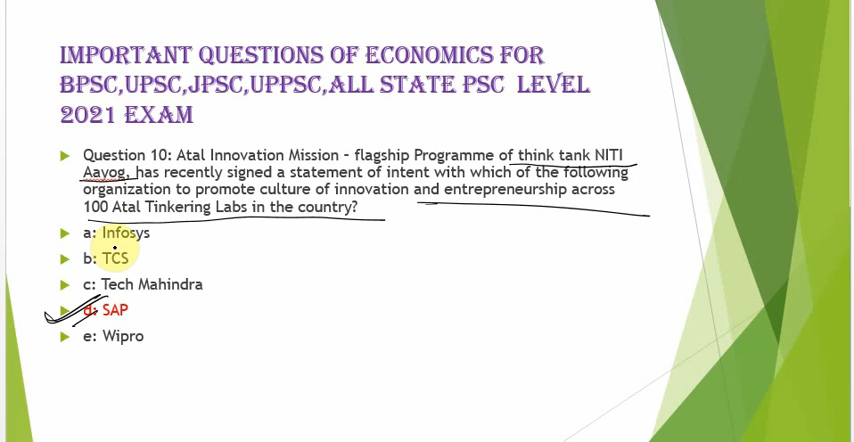 IMPORTANT QUESTIONS OF ECONOMICS FOR
BPSC,UPSC,JPSC,UPPSC,ALL STATE PSC LEVEL
2021 EXAM
Question 10: Atal Innovation Mission – flagship Programme of think tank NITI
Aayog, has recently signed a statement of intent with which of the following
organization to promote culture of innovation and entrepreneurship across
100 Atal Tinkering Labs in the country?
a: Infosys
b: TCS
c: Tech Mahindra
d: SAP
e: Wipro